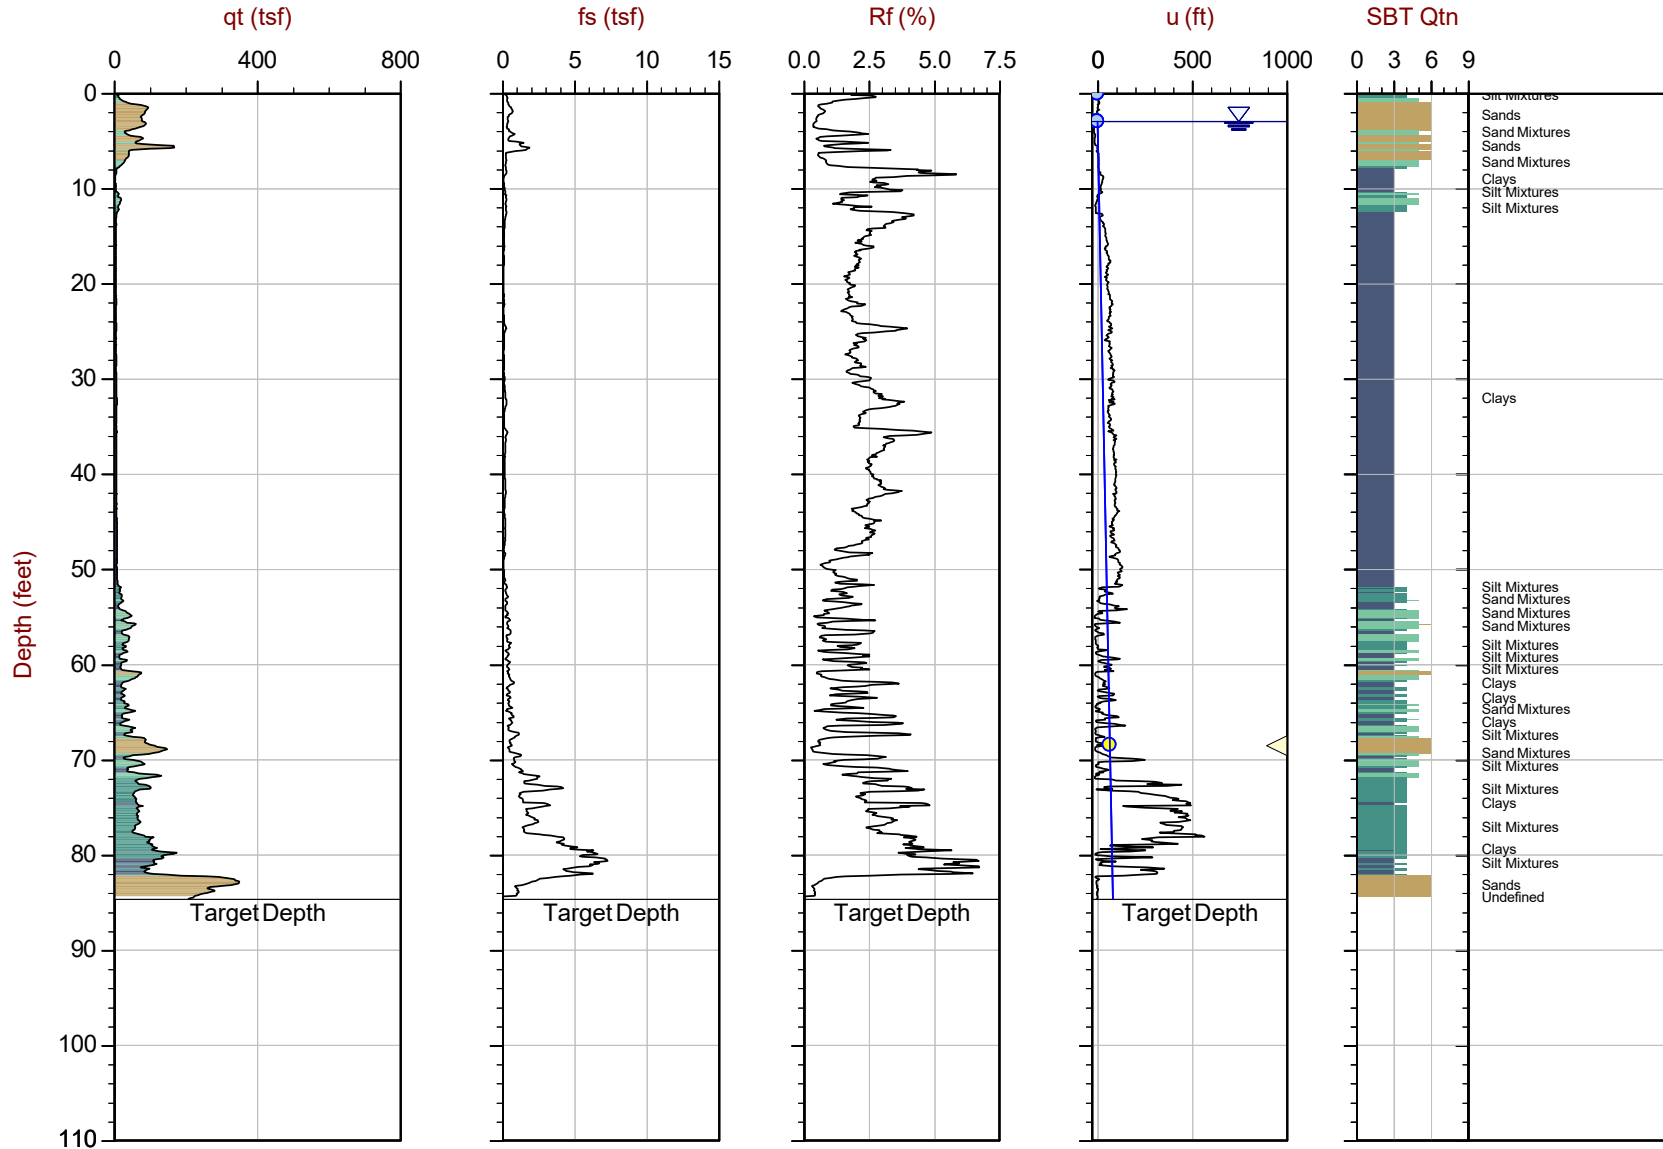 qt (tsf) fs (tsf) Rf (%) u (ft) SBT Qtn
0 400 800 0 5 15 0.0 2.5 5.0 7.5 0 0 500 1000 0 3 6 9
10
Depth (feet)
0
10
20
30
40
50
60
70
80
90
100
110
Silt Mixtures
Sands
Sand Mixtures
Sands
Sand Mixtures
Clays
Silt Mixtures
Silt Mixtures
Clays
Silt Mixtures
Sand Mixtures
Sand Mixtures
Sand Mixtures
Silt Mixtures
Silt Mixtures
Silt Mixtures
Clays
Clays
Sand Mixtures
Clays
Silt Mixtures
Sand Mixtures
Silt Mixtures
Silt Mixtures
Clays
Silt Mixtures
Clays
Silt Mixtures
Sands
Undefined
Target Depth Target Depth Target Depth Target Depth